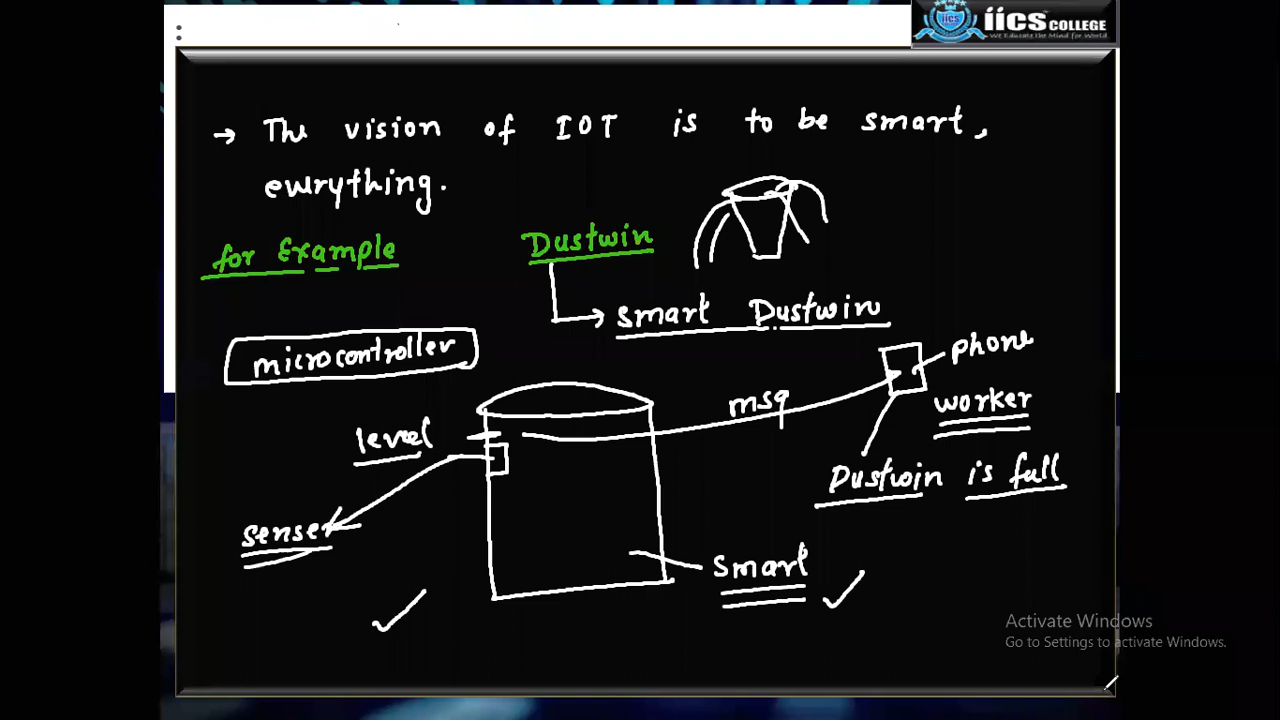 iics COLLEGE
We Educate the Mind for World.
:
→ The vision of IOT is to be smart,
everything.
for Example
Dustwin
smart Dustwin
microcontroller
phone
msg
worker
level
Dustwin is full
senser
smart
Activate Windows
Go to Settings to activate Windows.